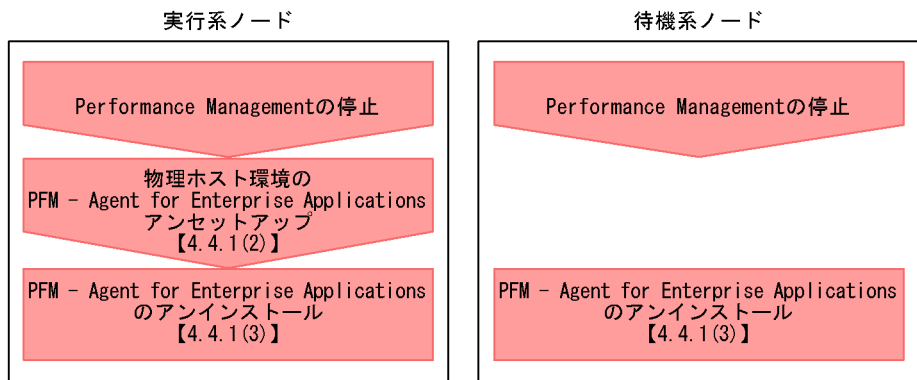 実行系ノード
Performance Managementの停止
物理ホスト環境の
PFM - Agent for Enterprise Applications
アンセットアップ
【4.4.1(2)】
PFM - Agent for Enterprise Applications
のアンインストール
【4.4.1(3)】
待機系ノード
Performance Managementの停止
PFM - Agent for Enterprise Applications
のアンインストール
【4.4.1(3)】